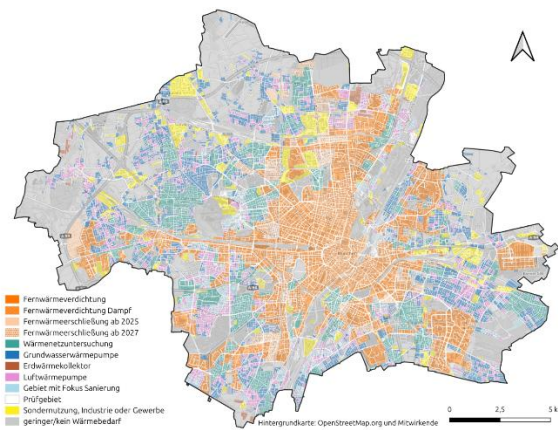 Fernwärmeverdichtung
Fernwärmeverdichtung Dampf
Fernwärmeerschließung ab 2025
Fernwärmeerschließung ab 2027
Wärmenetzuntersuchung
Grundwasserwärmepumpe
Erdwärmekollektor
Luftwärmepumpe
Gebiet mit Fokus Sanierung
Prüfgebiet
Sondernutzung, Industrie oder Gewerbe
geringer/kein Wärmebedarf
Hintergrundkarte: OpenStreetMap.org und Mitwirkende
0 2,5 5 k